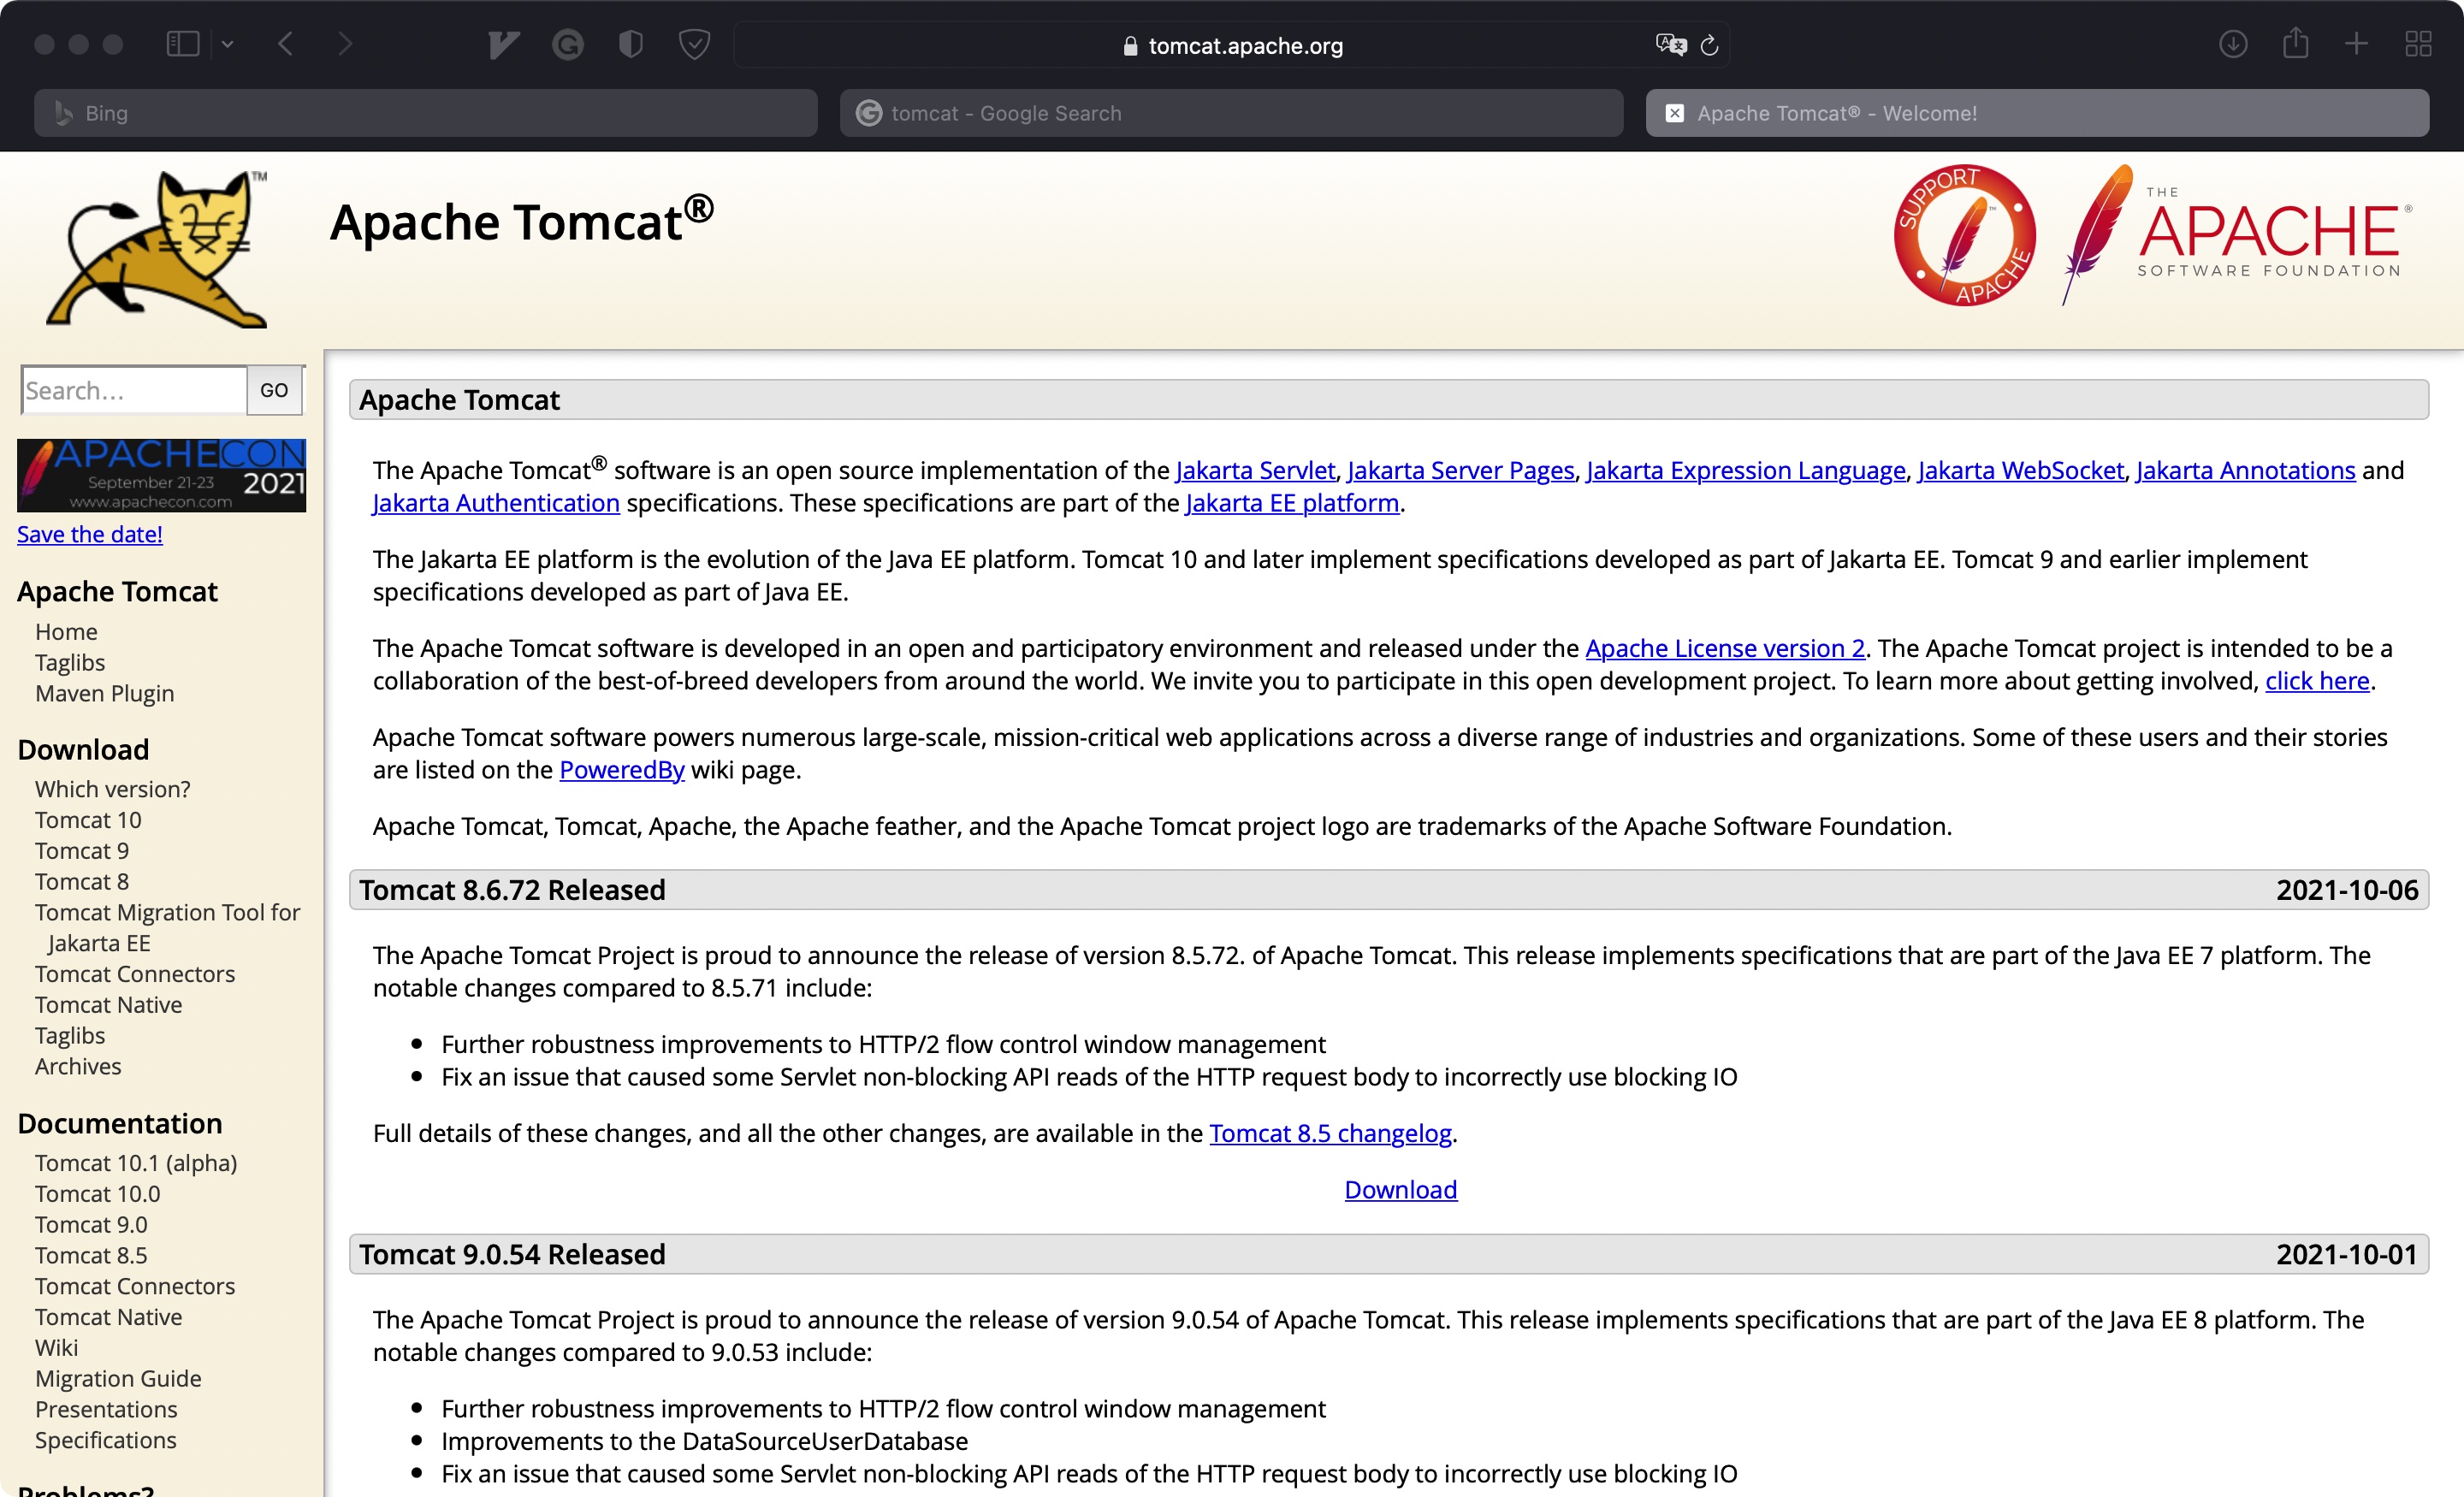 tomcat.apache.org
Bing
tomcat - Google Search
Apache Tomcat® - Welcome!
TM
Apache Tomcat®
SUPPORT APACHE
THE
APACHE®
SOFTWARE FOUNDATION
Search…
GO
APACHECON
September 21-23
2021
www.apachecon.com
Save the date!
Apache Tomcat
Home
Taglibs
Maven Plugin
Download
Which version?
Tomcat 10
Tomcat 9
Tomcat 8
Tomcat Migration Tool for
Jakarta EE
Tomcat Connectors
Tomcat Native
Taglibs
Archives
Documentation
Tomcat 10.1 (alpha)
Tomcat 10.0
Tomcat 9.0
Tomcat 8.5
Tomcat Connectors
Tomcat Native
Wiki
Migration Guide
Presentations
Specifications
Problems?
Apache Tomcat
The Apache Tomcat® software is an open source implementation of the Jakarta Servlet, Jakarta Server Pages, Jakarta Expression Language, Jakarta WebSocket, Jakarta Annotations and
Jakarta Authentication specifications. These specifications are part of the Jakarta EE platform.
The Jakarta EE platform is the evolution of the Java EE platform. Tomcat 10 and later implement specifications developed as part of Jakarta EE. Tomcat 9 and earlier implement
specifications developed as part of Java EE.
The Apache Tomcat software is developed in an open and participatory environment and released under the Apache License version 2. The Apache Tomcat project is intended to be a
collaboration of the best-of-breed developers from around the world. We invite you to participate in this open development project. To learn more about getting involved, click here.
Apache Tomcat software powers numerous large-scale, mission-critical web applications across a diverse range of industries and organizations. Some of these users and their stories
are listed on the PoweredBy wiki page.
Apache Tomcat, Tomcat, Apache, the Apache feather, and the Apache Tomcat project logo are trademarks of the Apache Software Foundation.
Tomcat 8.6.72 Released 2021-10-06
The Apache Tomcat Project is proud to announce the release of version 8.5.72. of Apache Tomcat. This release implements specifications that are part of the Java EE 7 platform. The
notable changes compared to 8.5.71 include:
• Further robustness improvements to HTTP/2 flow control window management
• Fix an issue that caused some Servlet non-blocking API reads of the HTTP request body to incorrectly use blocking IO
Full details of these changes, and all the other changes, are available in the Tomcat 8.5 changelog.
Download
Tomcat 9.0.54 Released 2021-10-01
The Apache Tomcat Project is proud to announce the release of version 9.0.54 of Apache Tomcat. This release implements specifications that are part of the Java EE 8 platform. The
notable changes compared to 9.0.53 include:
• Further robustness improvements to HTTP/2 flow control window management
• Improvements to the DataSourceUserDatabase
• Fix an issue that caused some Servlet non-blocking API reads of the HTTP request body to incorrectly use blocking IO